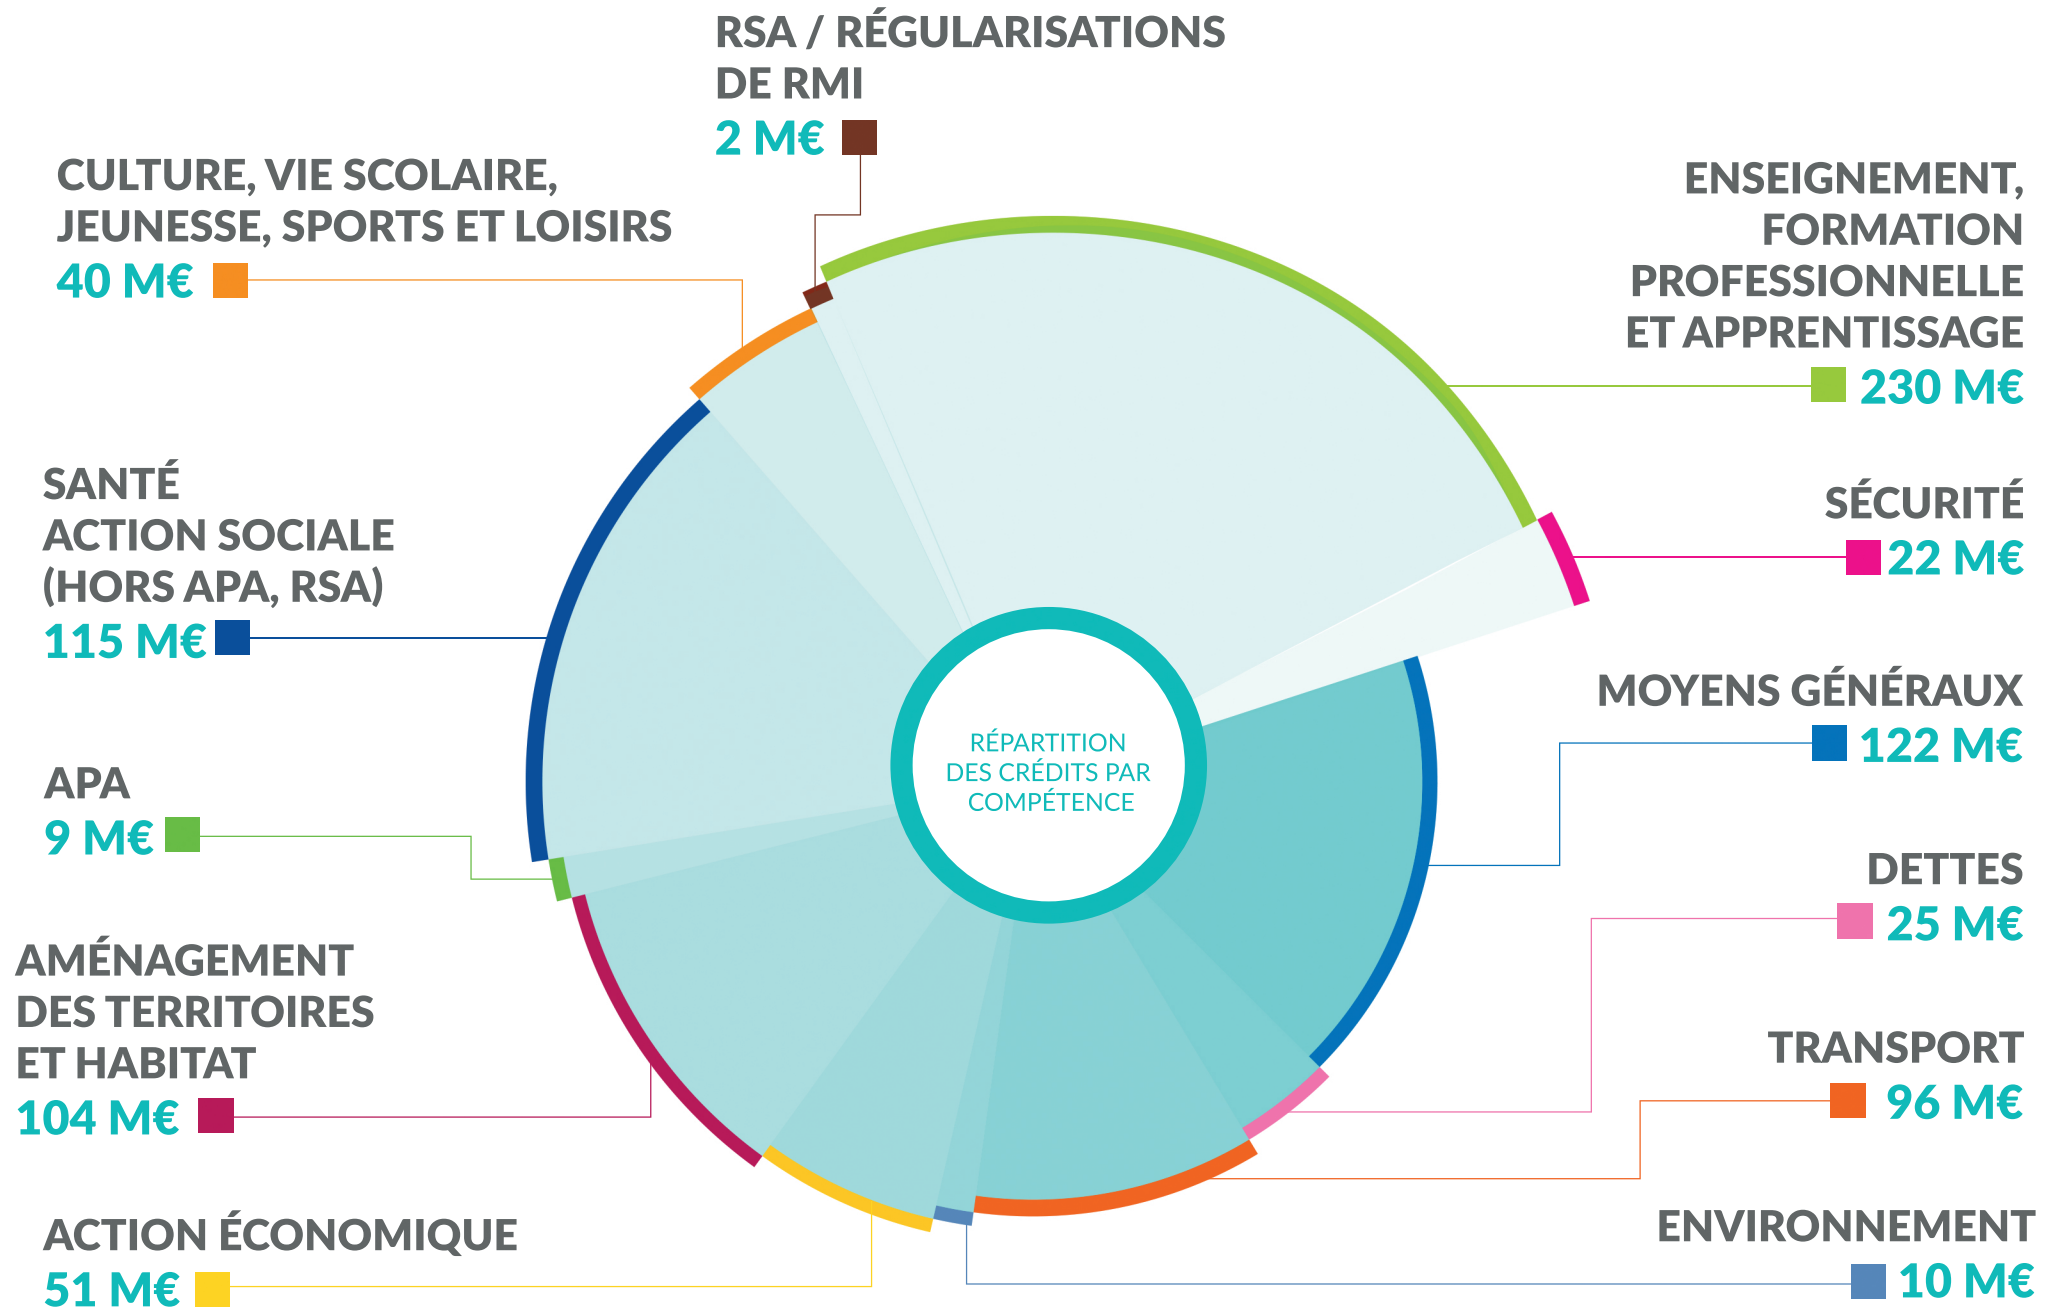 RSA / RÉGULARISATIONS
DE RMI
2 M€
CULTURE, VIE SCOLAIRE,
JEUNESSE, SPORTS ET LOISIRS
40 M€
SANTÉ
ACTION SOCIALE
(HORS APA, RSA)
115 M€
APA
9 M€
AMÉNAGEMENT
DES TERRITOIRES
ET HABITAT
104 M€
ACTION ÉCONOMIQUE
51 M€
RÉPARTITION
DES CRÉDITS PAR
COMPÉTENCE
ENSEIGNEMENT,
FORMATION
PROFESSIONNELLE
ET APPRENTISSAGE
230 M€
SÉCURITÉ
22 M€
MOYENS GÉNÉRAUX
122 M€
DETTES
25 M€
TRANSPORT
96 M€
ENVIRONNEMENT
10 M€